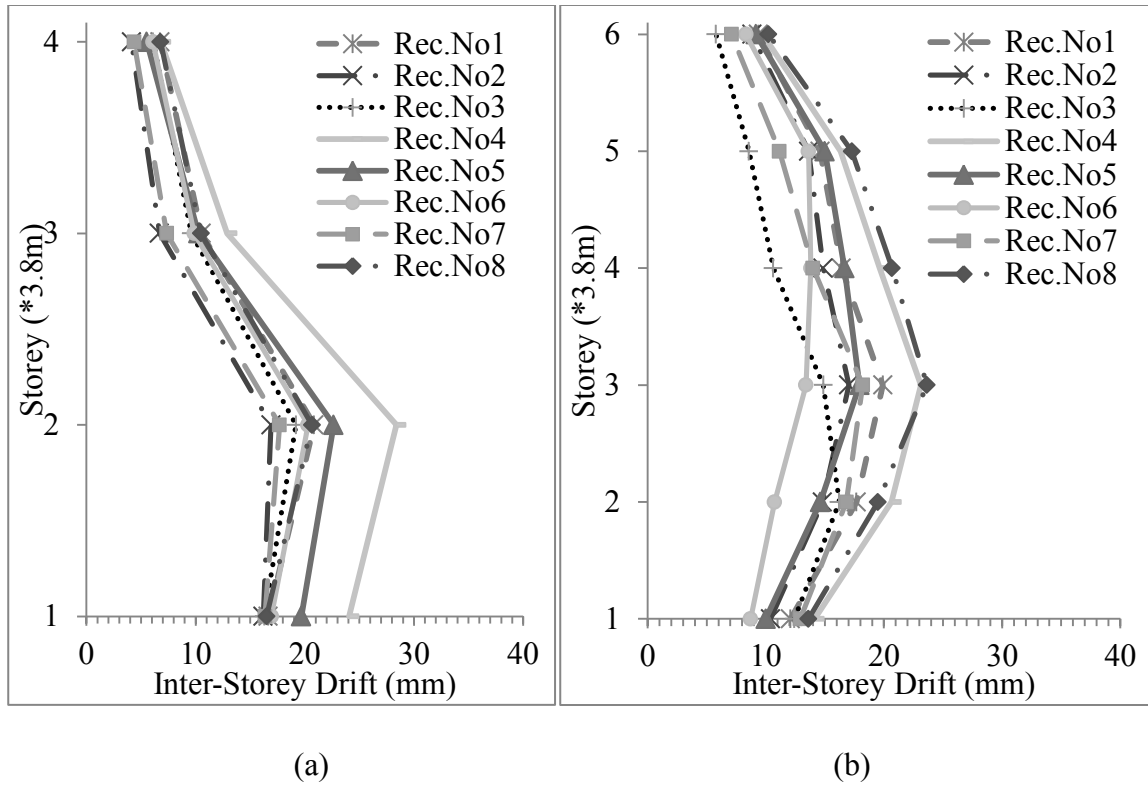 4
3
2
1
Storey (*3.8m)
0 10 20 30 40
Inter-Storey Drift (mm)
Rec.No1
Rec.No2
Rec.No3
Rec.No4
Rec.No5
Rec.No6
Rec.No7
Rec.No8
(a)
6
5
4
3
2
1
Storey (*3.8m)
0 10 20 30 40
Inter-Storey Drift (mm)
Rec.No1
Rec.No2
Rec.No3
Rec.No4
Rec.No5
Rec.No6
Rec.No7
Rec.No8
(b)